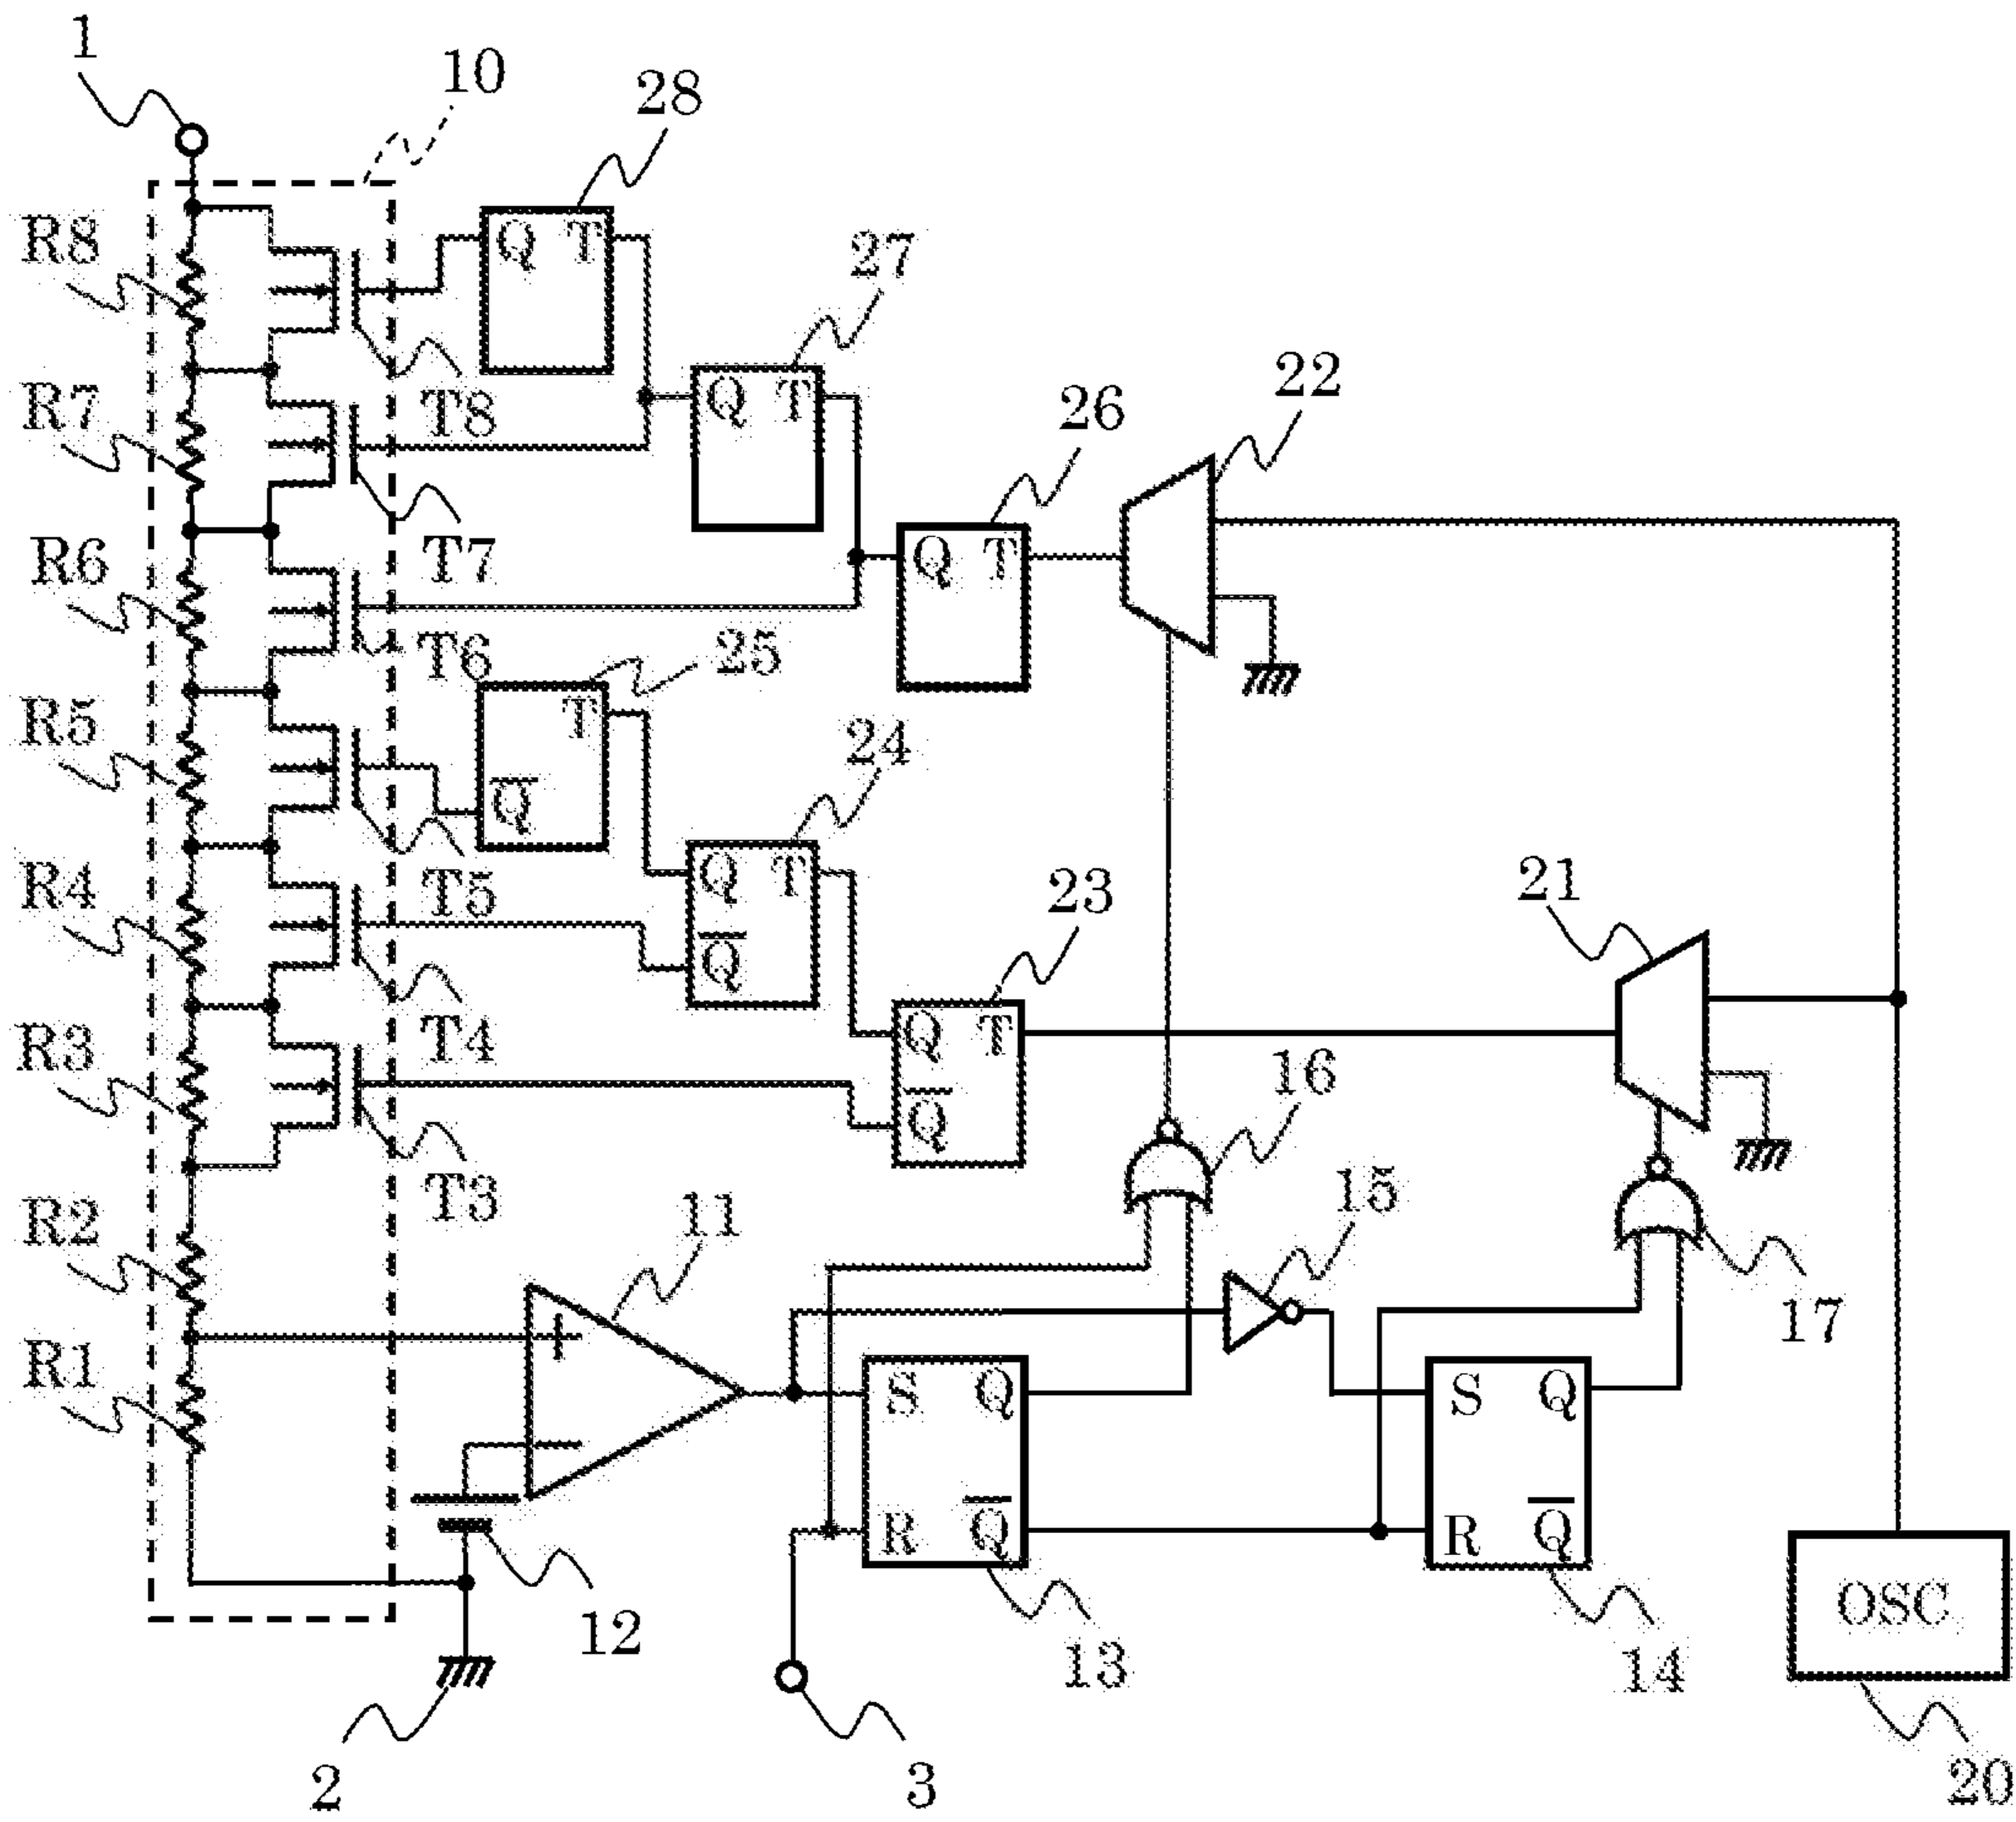 1
10
28
R8
Q T
27
T8
R7
Q T
26
22
T7
R6
Q T
T6
25
R5
T
Q̅
24
T5
R4
Q T
Q̅
23
21
T4
R3
Q T
Q̅
16
T3
R2
11
15
17
R1
+
−
S Q
R Q̅
S Q
R Q̅
OSC
12
13
14
2
3
20